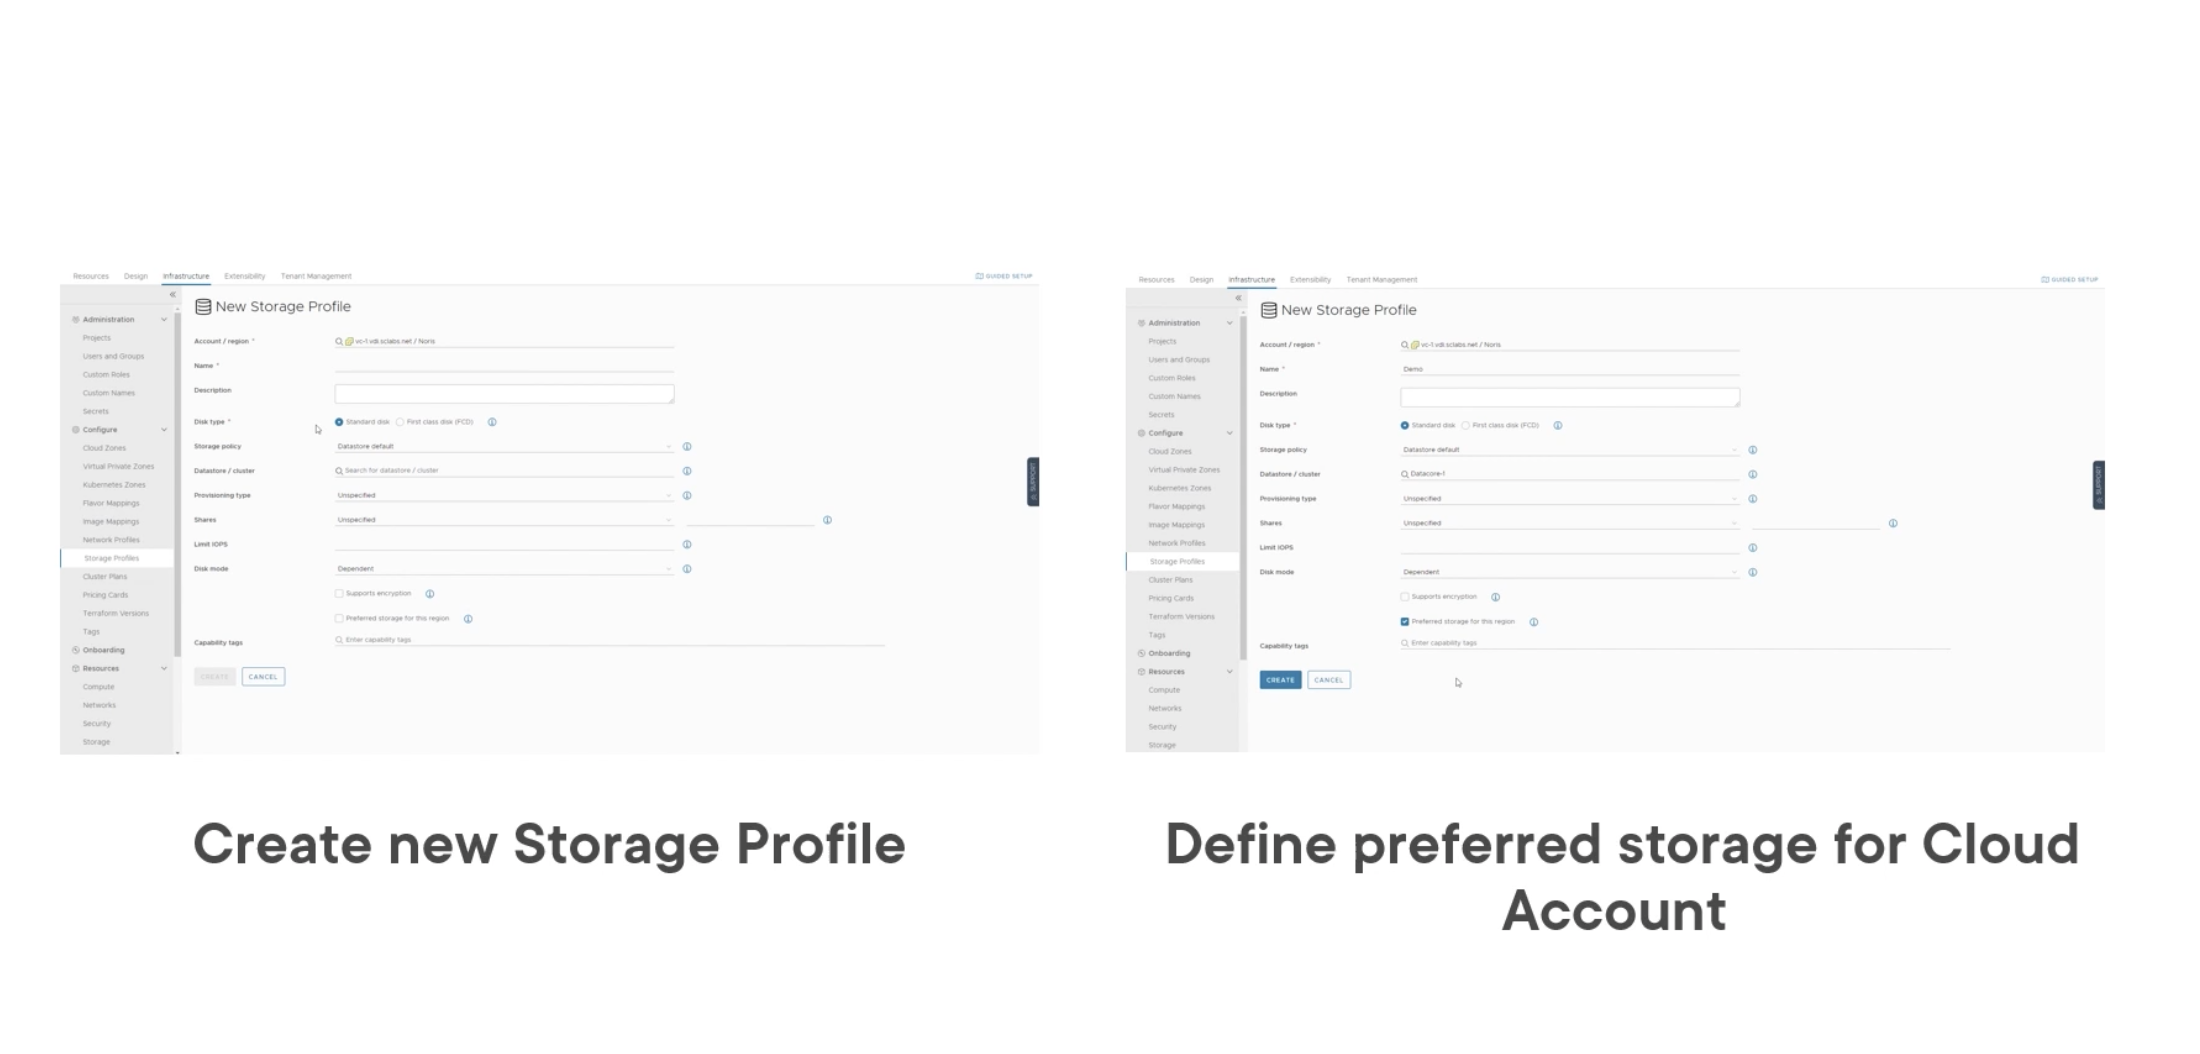 Resources Design Infrastructure Extensibility Tenant Management GUIDED SETUP
New Storage Profile
Administration
Projects
Users and Groups
Custom Roles
Custom Names
Secrets
Configure
Cloud Zones
Virtual Private Zones
Kubernetes Zones
Flavor Mappings
Image Mappings
Network Profiles
Storage Profiles
Cluster Plans
Pricing Cards
Terraform Versions
Tags
Onboarding
Resources
Compute
Networks
Security
Storage
Account / region * vc-1.vdi.sclabs.net / Noris
Name *
Description
Disk type * Standard disk First class disk (FCD)
Storage policy Datastore default
Datastore / cluster Search for datastore / cluster
Provisioning type Unspecified
Shares Unspecified
Limit IOPS
Disk mode Dependent
Supports encryption
Preferred storage for this region
Capability tags Enter capability tags
CREATE CANCEL
SUPPORT
Create new Storage Profile
Resources Design Infrastructure Extensibility Tenant Management GUIDED SETUP
New Storage Profile
Administration
Projects
Users and Groups
Custom Roles
Custom Names
Secrets
Configure
Cloud Zones
Virtual Private Zones
Kubernetes Zones
Flavor Mappings
Image Mappings
Network Profiles
Storage Profiles
Cluster Plans
Pricing Cards
Terraform Versions
Tags
Onboarding
Resources
Compute
Networks
Security
Storage
Account / region * vc-1.vdi.sclabs.net / Noris
Name * Demo
Description
Disk type * Standard disk First class disk (FCD)
Storage policy Datastore default
Datastore / cluster Datacore-1
Provisioning type Unspecified
Shares Unspecified
Limit IOPS
Disk mode Dependent
Supports encryption
Preferred storage for this region
Capability tags Enter capability tags
CREATE CANCEL
SUPPORT
Define preferred storage for Cloud
Account